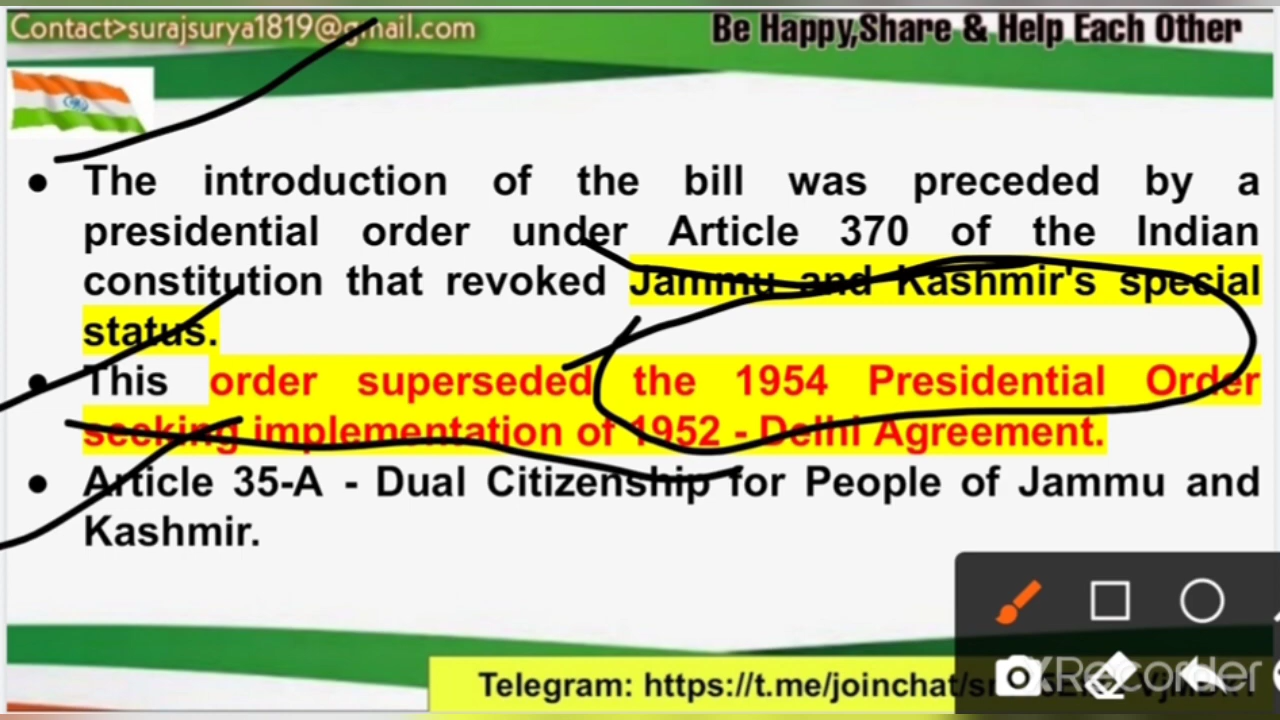 Contact>surajsurya1819@gmail.com
Be Happy,Share & Help Each Other
● The introduction of the bill was preceded by a
presidential order under Article 370 of the Indian
constitution that revoked Jammu and Kashmir's special
status.
● This order superseded the 1954 Presidential Order
seeking implementation of 1952 - Delhi Agreement.
● Article 35-A - Dual Citizenship for People of Jammu and
Kashmir.
Telegram: https://t.me/joinchat/
XRecorder